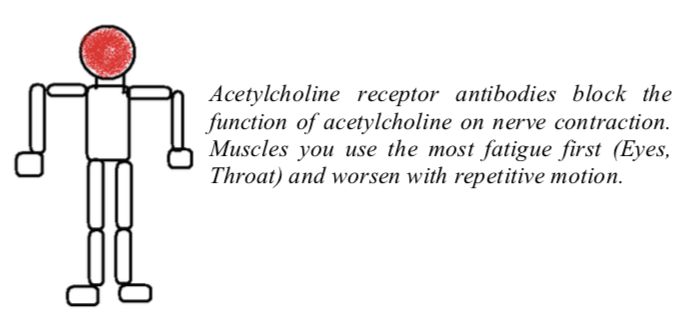 Acetylcholine receptor antibodies block the
function of acetylcholine on nerve contraction.
Muscles you use the most fatigue first (Eyes,
Throat) and worsen with repetitive motion.